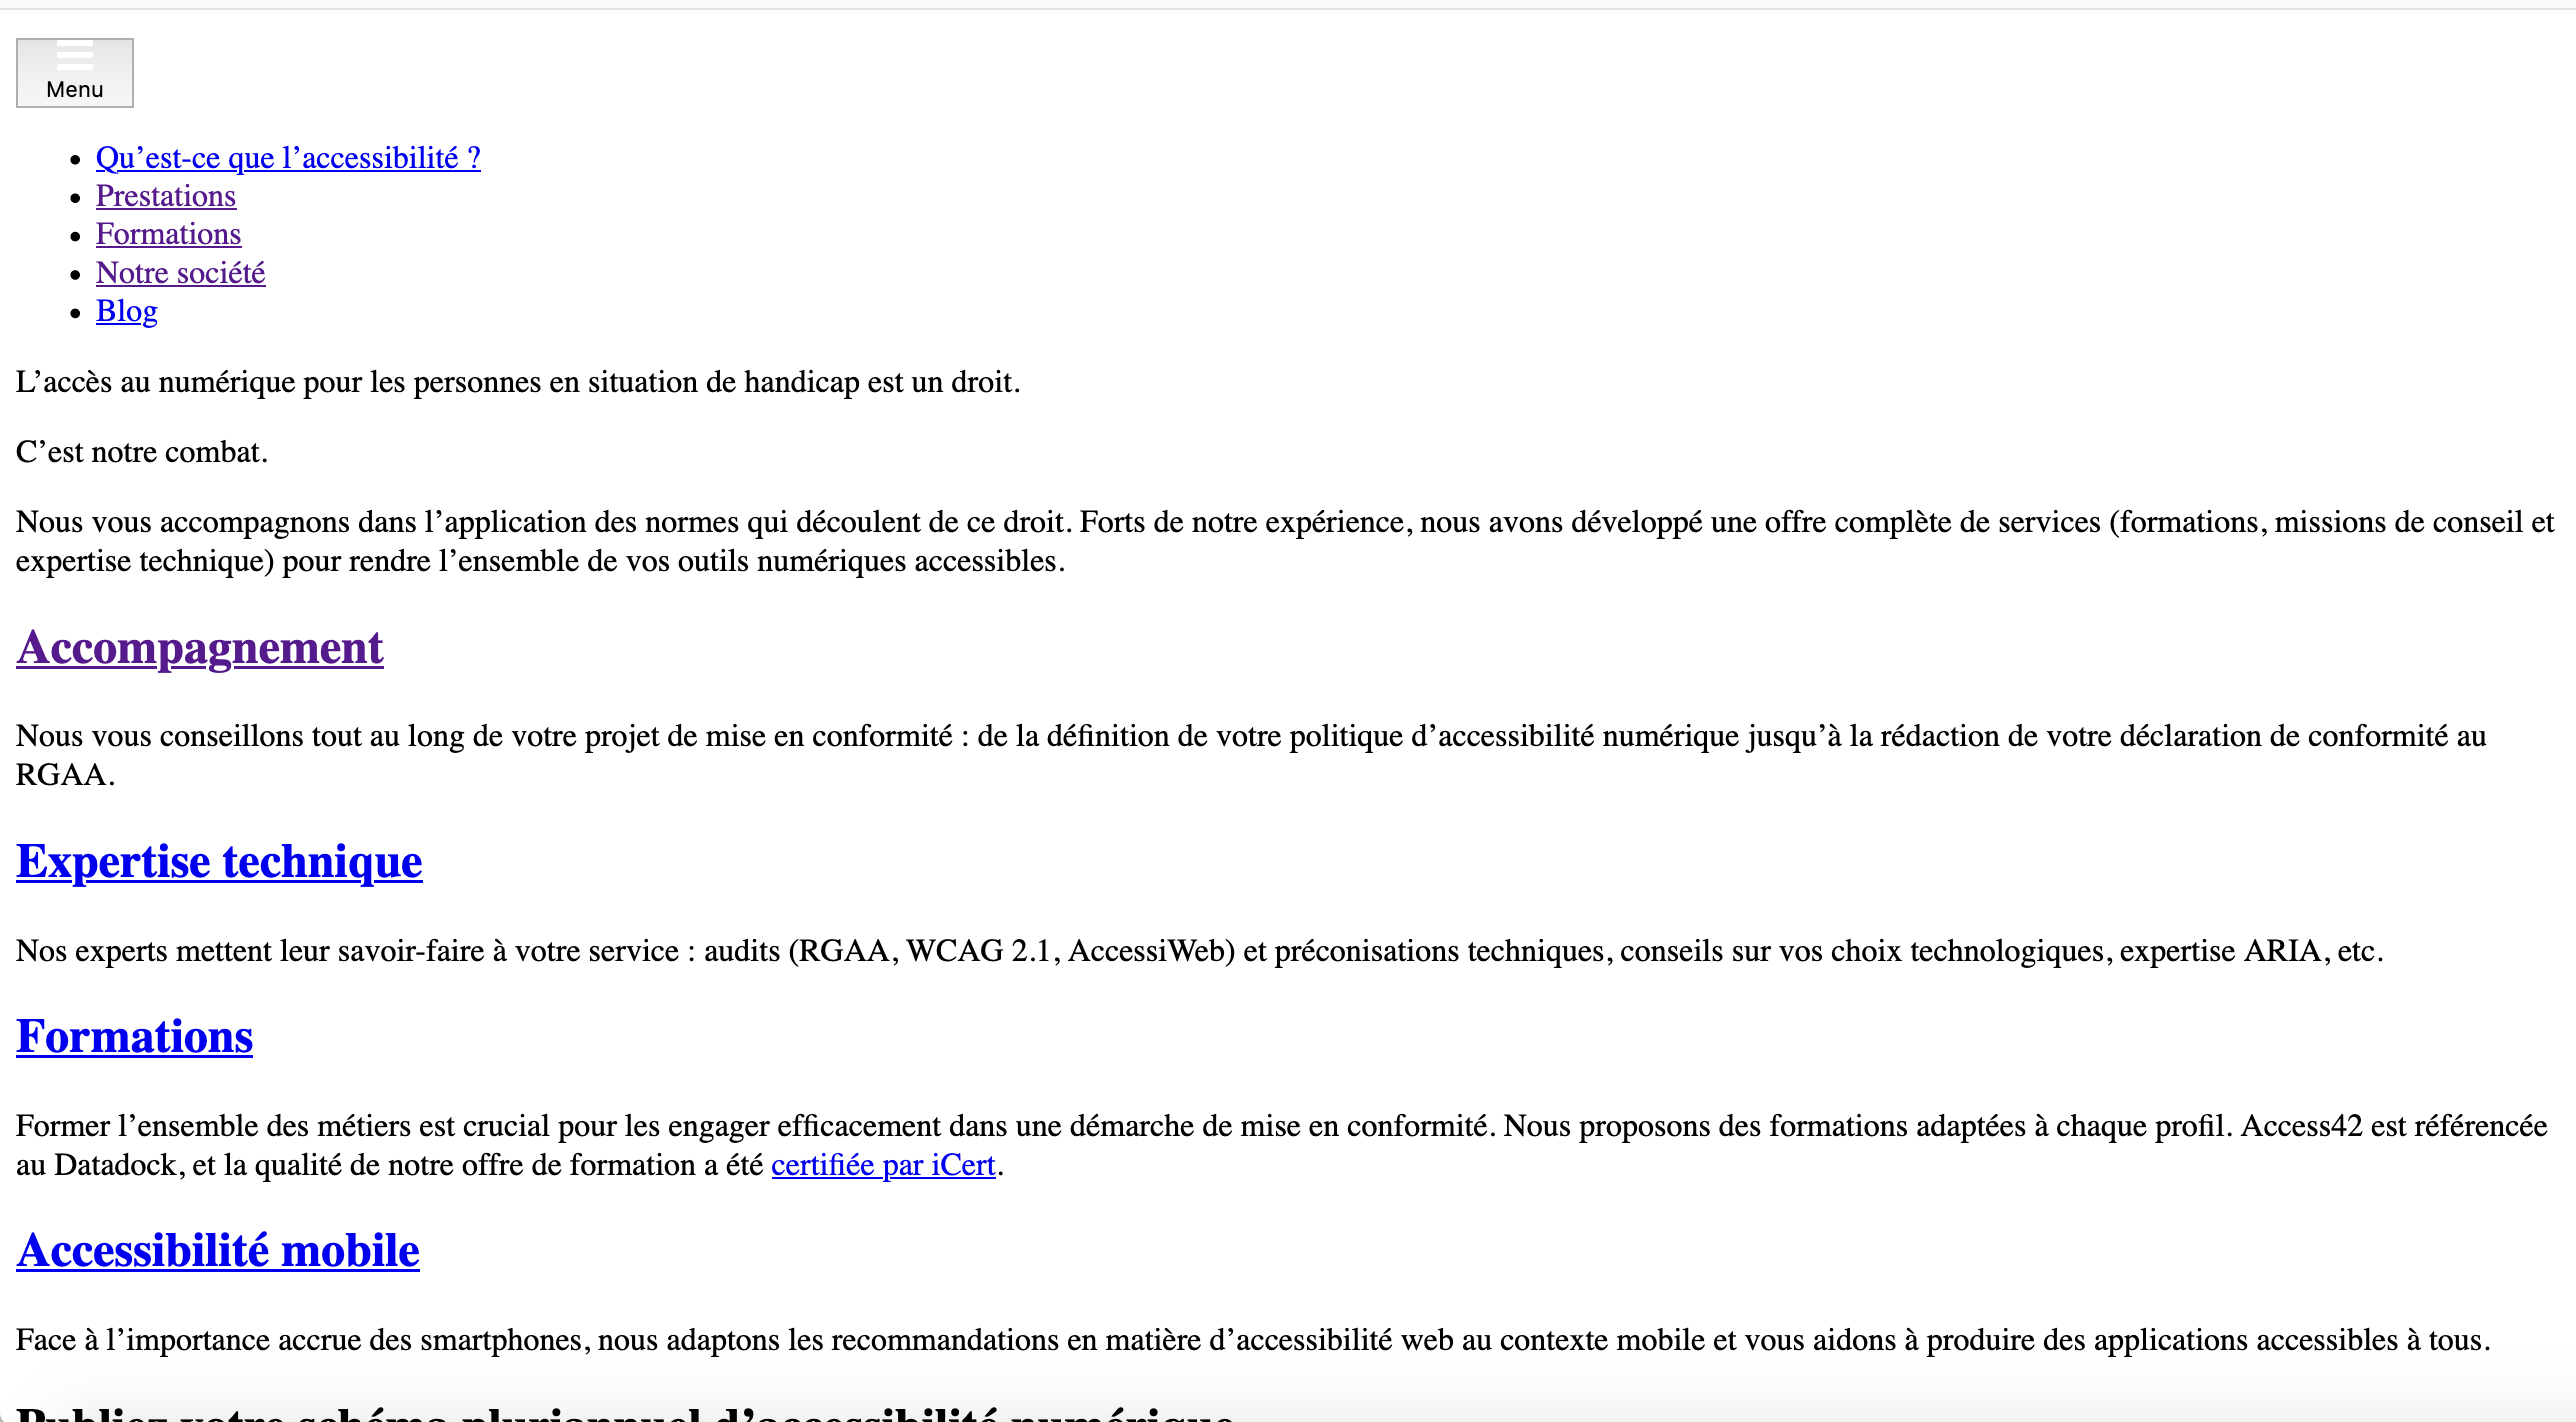 Menu
Qu’est-ce que l’accessibilité ?
Prestations
Formations
Notre société
Blog
L’accès au numérique pour les personnes en situation de handicap est un droit.
C’est notre combat.
Nous vous accompagnons dans l’application des normes qui découlent de ce droit. Forts de notre expérience, nous avons développé une offre complète de services (formations, missions de conseil et
expertise technique) pour rendre l’ensemble de vos outils numériques accessibles.
Accompagnement
Nous vous conseillons tout au long de votre projet de mise en conformité : de la définition de votre politique d’accessibilité numérique jusqu’à la rédaction de votre déclaration de conformité au
RGAA.
Expertise technique
Nos experts mettent leur savoir-faire à votre service : audits (RGAA, WCAG 2.1, AccessiWeb) et préconisations techniques, conseils sur vos choix technologiques, expertise ARIA, etc.
Formations
Former l’ensemble des métiers est crucial pour les engager efficacement dans une démarche de mise en conformité. Nous proposons des formations adaptées à chaque profil. Access42 est référencée
au Datadock, et la qualité de notre offre de formation a été certifiée par iCert.
Accessibilité mobile
Face à l’importance accrue des smartphones, nous adaptons les recommandations en matière d’accessibilité web au contexte mobile et vous aidons à produire des applications accessibles à tous.
Publiez votre schéma pluriannuel d’accessibilité numérique